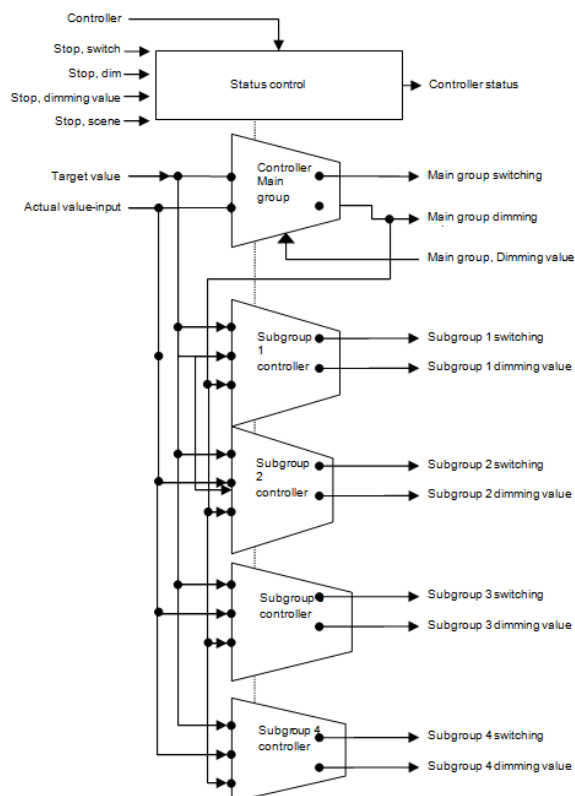 Controller
Stop, switch
Stop, dim
Stop, dimming value
Stop, scene
Status control
Controller status
Target value
Actual value-input
Controller
Main
group
Main group switching
Main group dimming
Main group, Dimming value
Subgroup
1
controller
Subgroup 1 switching
Subgroup 1 dimming value
Subgroup
2
controller
Subgroup 2 switching
Subgroup 2 dimming value
Subgroup
controller
Subgroup 3 switching
Subgroup 3 dimming value
Subgroup 4
controller
Subgroup 4 switching
Subgroup 4 dimming value